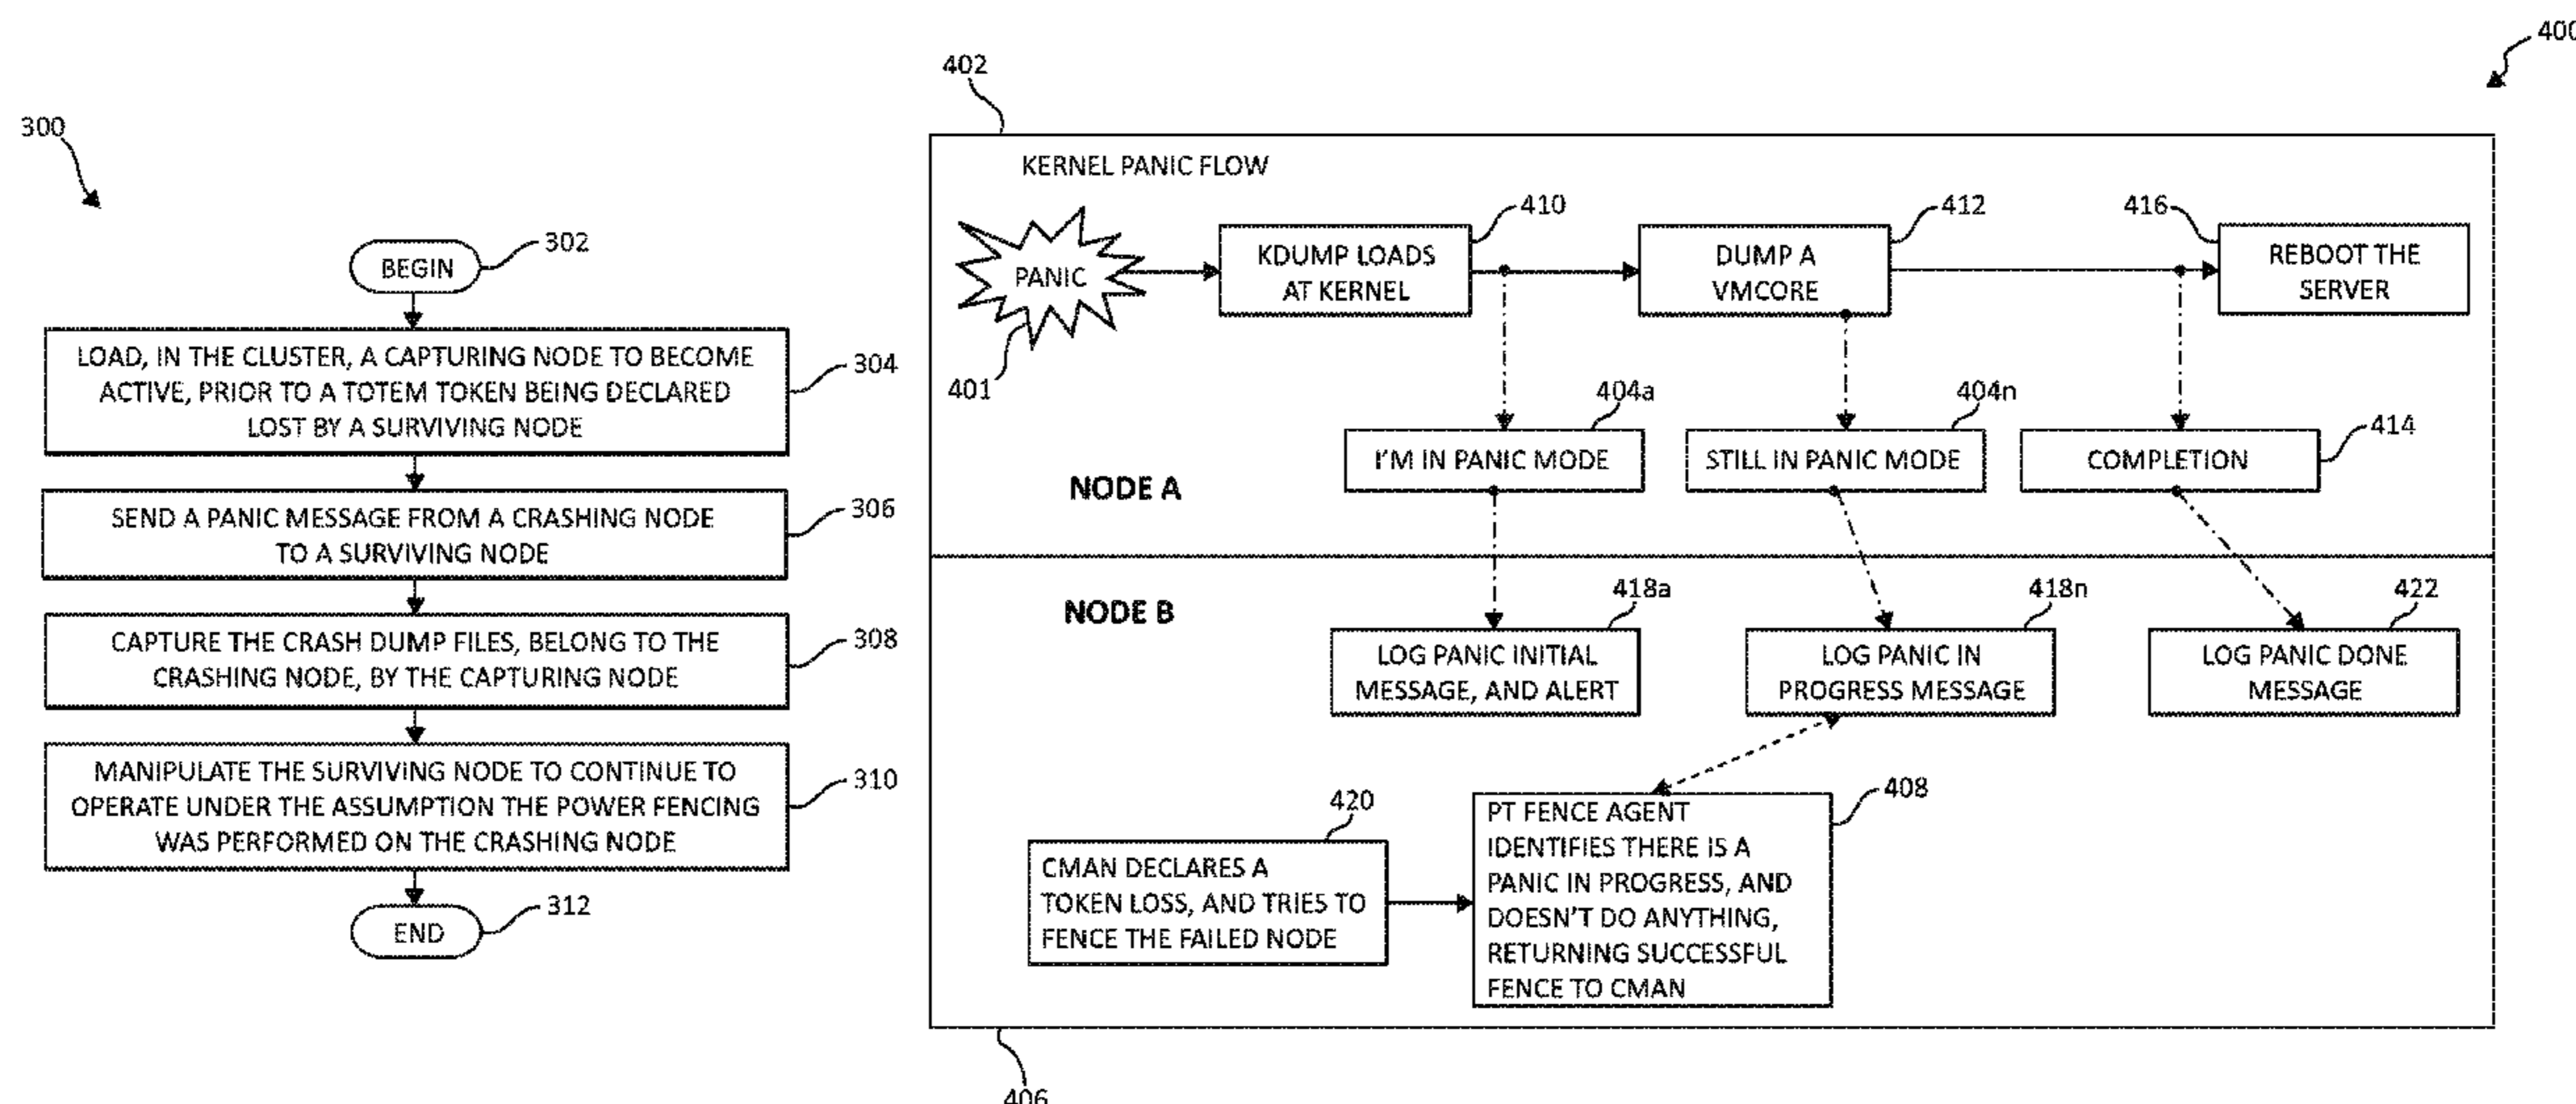 300
BEGIN
302
LOAD, IN THE CLUSTER, A CAPTURING NODE TO BECOME
ACTIVE, PRIOR TO A TOTEM TOKEN BEING DECLARED
LOST BY A SURVIVING NODE
304
SEND A PANIC MESSAGE FROM A CRASHING NODE
TO A SURVIVING NODE
306
CAPTURE THE CRASH DUMP FILES, BELONG TO THE
CRASHING NODE, BY THE CAPTURING NODE
308
MANIPULATE THE SURVIVING NODE TO CONTINUE TO
OPERATE UNDER THE ASSUMPTION THE POWER FENCING
WAS PERFORMED ON THE CRASHING NODE
310
END
312
400
402
KERNEL PANIC FLOW
PANIC
401
KDUMP LOADS
AT KERNEL
410
DUMP A
VMCORE
412
416
REBOOT THE
SERVER
404a
I'M IN PANIC MODE
404n
STILL IN PANIC MODE
414
COMPLETION
NODE A
NODE B
418a
LOG PANIC INITIAL
MESSAGE, AND ALERT
418n
LOG PANIC IN
PROGRESS MESSAGE
422
LOG PANIC DONE
MESSAGE
420
CMAN DECLARES A
TOKEN LOSS, AND TRIES TO
FENCE THE FAILED NODE
408
PT FENCE AGENT
IDENTIFIES THERE IS A
PANIC IN PROGRESS, AND
DOESN'T DO ANYTHING,
RETURNING SUCCESSFUL
FENCE TO CMAN
406